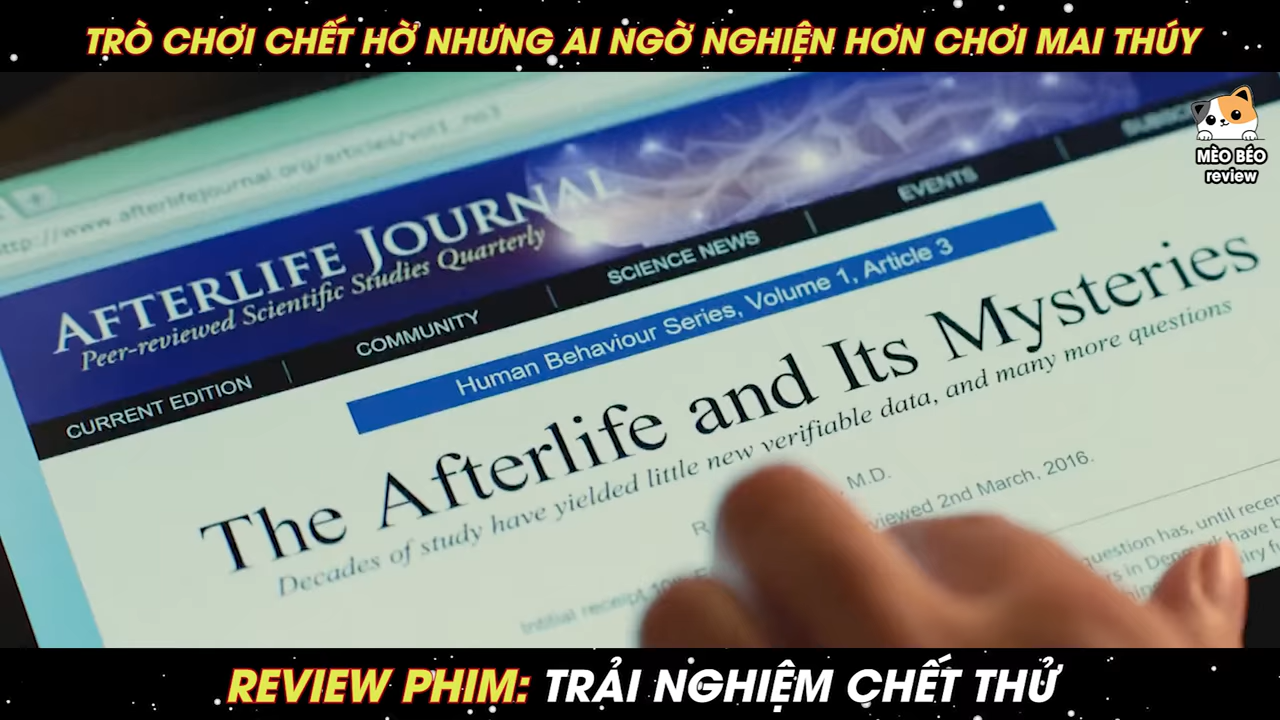 TRÒ CHƠI CHẾT HỜ NHƯNG AI NGỜ NGHIỆN HƠN CHƠI MAI THÚY
MÈO BÉO
review
http://www.afterlifejournal.org/articles/vol1_no3
AFTERLIFE JOURNAL
Peer-reviewed Scientific Studies Quarterly
CURRENT EDITION | COMMUNITY | SCIENCE NEWS | EVENTS |
Human Behaviour Series, Volume 1, Article 3
The Afterlife and Its Mysteries
Decades of study have yielded little new verifiable data, and many more questions
R. , M.D.
2nd March, 2016.
question has, until
REVIEW PHIM: TRẢI NGHIỆM CHẾT THỬ